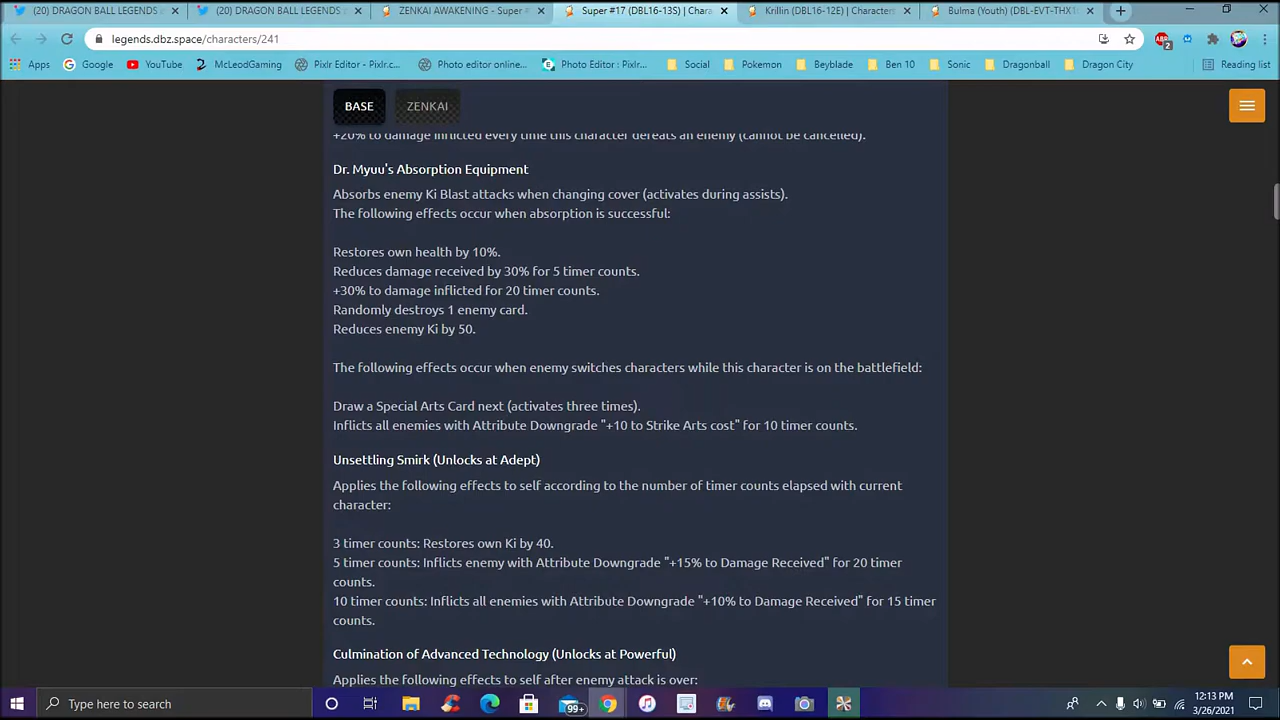 (20) DRAGON BALL LEGENDS
(20) DRAGON BALL LEGENDS
ZENKAI AWAKENING - Super #
Super #17 (DBL16-13S) | Chara
Krillin (DBL16-12E) | Characters
Bulma (Youth) (DBL-EVT-THX1
legends.dbz.space/characters/241
ABP
2
Apps
Google
YouTube
McLeodGaming
Pixlr Editor - Pixlr.c...
Photo editor online...
Photo Editor : Pixlr...
Social
Pokemon
Beyblade
Ben 10
Sonic
Dragonball
Dragon City
Reading list
BASE
ZENKAI
+20% to damage inflicted every time this character defeats an enemy (cannot be cancelled).
Dr. Myuu's Absorption Equipment
Absorbs enemy Ki Blast attacks when changing cover (activates during assists).
The following effects occur when absorption is successful:
Restores own health by 10%.
Reduces damage received by 30% for 5 timer counts.
+30% to damage inflicted for 20 timer counts.
Randomly destroys 1 enemy card.
Reduces enemy Ki by 50.
The following effects occur when enemy switches characters while this character is on the battlefield:
Draw a Special Arts Card next (activates three times).
Inflicts all enemies with Attribute Downgrade "+10 to Strike Arts cost" for 10 timer counts.
Unsettling Smirk (Unlocks at Adept)
Applies the following effects to self according to the number of timer counts elapsed with current
character:
3 timer counts: Restores own Ki by 40.
5 timer counts: Inflicts enemy with Attribute Downgrade "+15% to Damage Received" for 20 timer
counts.
10 timer counts: Inflicts all enemies with Attribute Downgrade "+10% to Damage Received" for 15 timer
counts.
Culmination of Advanced Technology (Unlocks at Powerful)
Applies the following effects to self after enemy attack is over:
Type here to search
99+
12:13 PM
3/26/2021